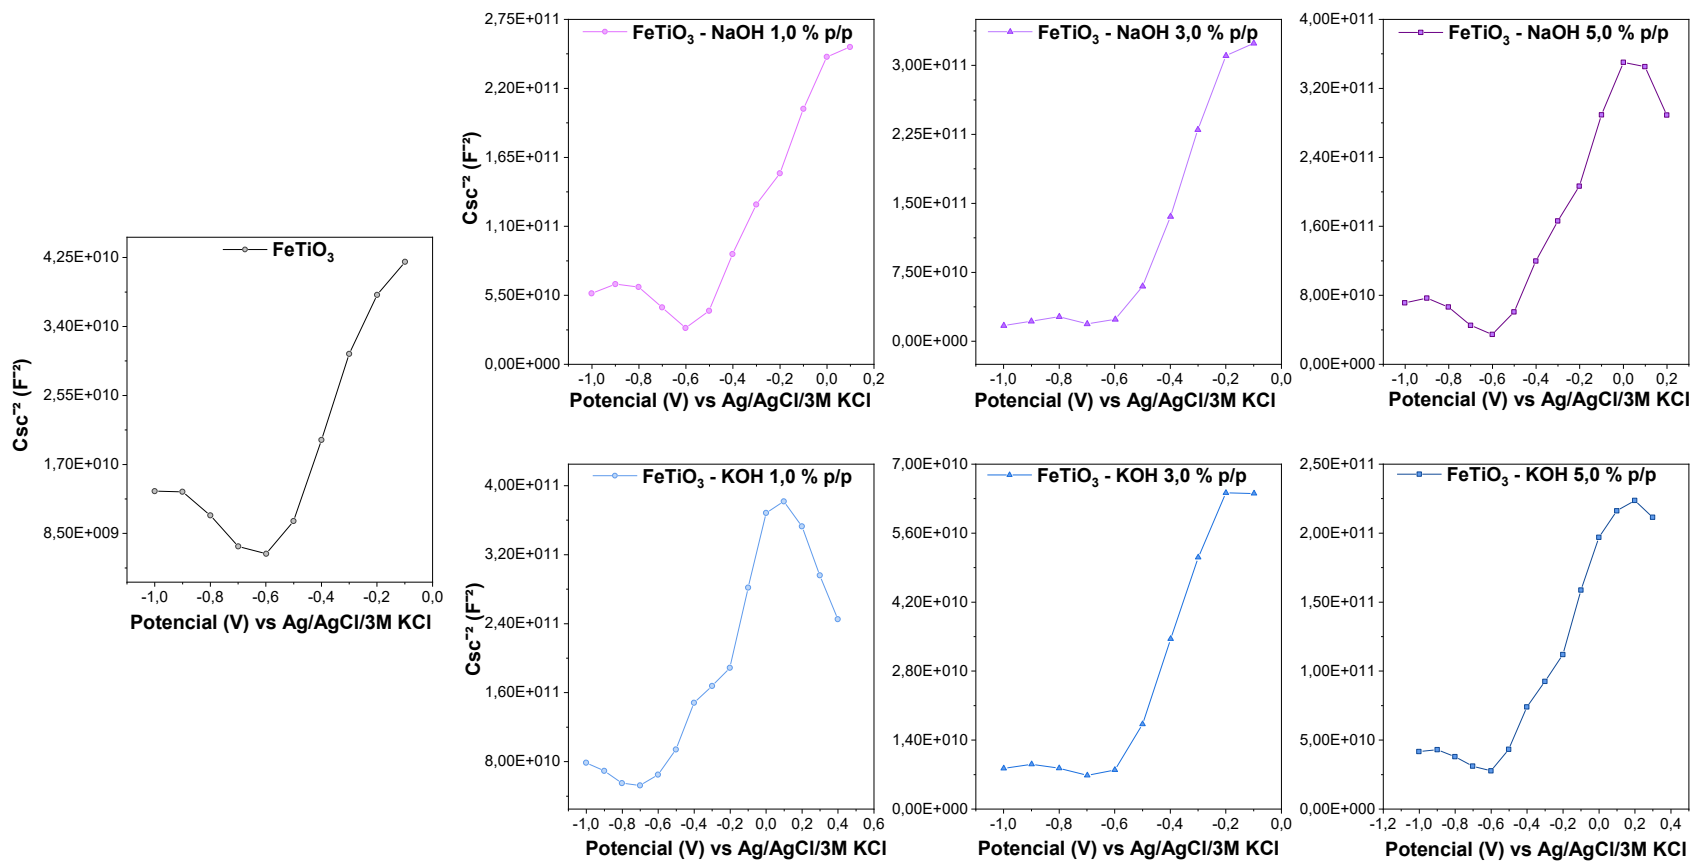 FeTiO₃
4,25E+010
3,40E+010
2,55E+010
1,70E+010
8,50E+009
Csc⁻² (F⁻²)
-1,0 -0,8 -0,6 -0,4 -0,2 0,0
Potencial (V) vs Ag/AgCl/3M KCl
FeTiO₃ - NaOH 1,0 % p/p
2,75E+011
2,20E+011
1,65E+011
1,10E+011
5,50E+010
0,00E+000
Csc⁻² (F⁻²)
-1,0 -0,8 -0,6 -0,4 -0,2 0,0 0,2
Potencial (V) vs Ag/AgCl/3M KCl
FeTiO₃ - NaOH 3,0 % p/p
3,00E+011
2,25E+011
1,50E+011
7,50E+010
0,00E+000
-1,0 -0,8 -0,6 -0,4 -0,2 0,0
Potencial (V) vs Ag/AgCl/3M KCl
FeTiO₃ - NaOH 5,0 % p/p
4,00E+011
3,20E+011
2,40E+011
1,60E+011
8,00E+010
0,00E+000
-1,0 -0,8 -0,6 -0,4 -0,2 0,0 0,2
Potencial (V) vs Ag/AgCl/3M KCl
FeTiO₃ - KOH 1,0 % p/p
4,00E+011
3,20E+011
2,40E+011
1,60E+011
8,00E+010
Csc⁻² (F⁻²)
-1,0 -0,8 -0,6 -0,4 -0,2 0,0 0,2 0,4 0,6
Potencial (V) vs Ag/AgCl/3M KCl
FeTiO₃ - KOH 3,0 % p/p
7,00E+010
5,60E+010
4,20E+010
2,80E+010
1,40E+010
0,00E+000
-1,0 -0,8 -0,6 -0,4 -0,2 0,0
Potencial (V) vs Ag/AgCl/3M KCl
FeTiO₃ - KOH 5,0 % p/p
2,50E+011
2,00E+011
1,50E+011
1,00E+011
5,00E+010
0,00E+000
-1,2 -1,0 -0,8 -0,6 -0,4 -0,2 0,0 0,2 0,4
Potencial (V) vs Ag/AgCl/3M KCl